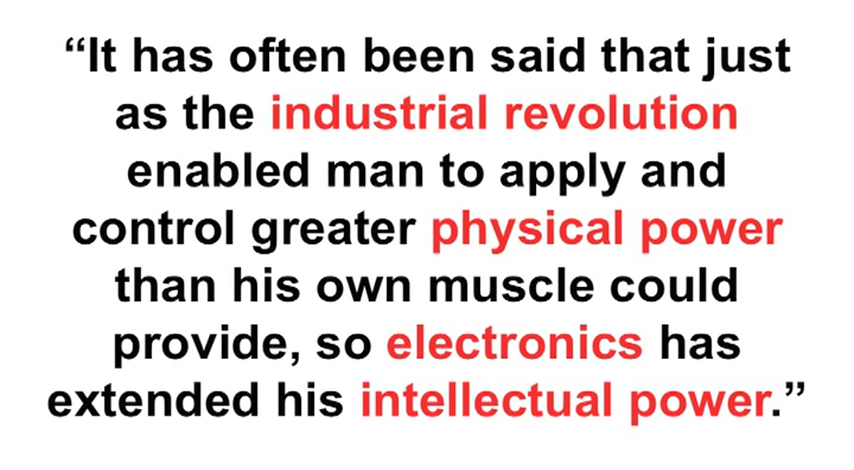 “It has often been said that just
as the industrial revolution
enabled man to apply and
control greater physical power
than his own muscle could
provide, so electronics has
extended his intellectual power.”